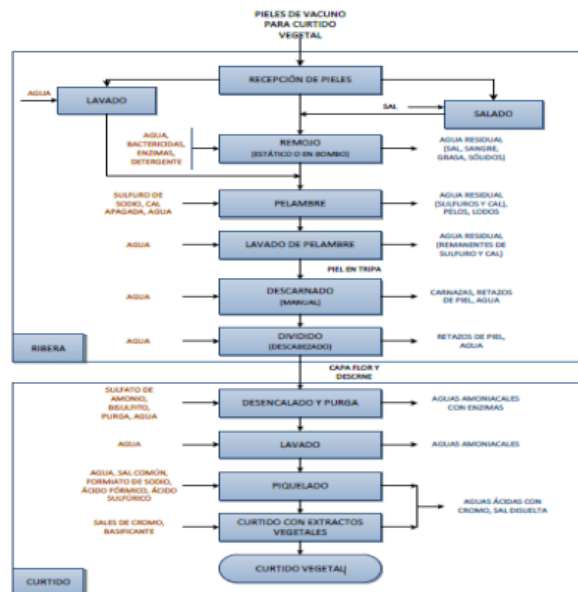 PIELES DE VACUNO
PARA CURTIDO
VEGETAL
RECEPCIÓN DE PIELES
AGUA
LAVADO
SAL
SALADO
AGUA,
BACTERICIDAS,
ENZIMAS,
DETERGENTE
REMOJO
(ESTÁTICO O EN BOMBO)
AGUA RESIDUAL
(SAL, SANGRE,
GRASA, SÓLIDOS)
SULFURO DE
SODIO, CAL
APAGADA, AGUA
PELAMBRE
AGUA RESIDUAL
(SULFUROS Y CAL),
PELOS, LODOS
AGUA
LAVADO DE PELAMBRE
AGUA RESIDUAL
(REMANENTES DE
SULFURO Y CAL)
PIEL EN TRIPA
AGUA
DESCARNADO
(MANUAL)
CARNAZAS, RETAZOS
DE PIEL, AGUA
AGUA
DIVIDIDO
(DESCABEZADO)
RETAZOS DE PIEL,
AGUA
RIBERA
CAPA FLOR Y
DESCRNE
SULFATO DE
AMONIO,
BISULFITO,
PURGA, AGUA
DESENCALADO Y PURGA
AGUAS AMONIACALES
CON ENZIMAS
AGUA
LAVADO
AGUAS AMONIACALES
AGUA, SAL COMÚN,
FORMIATO DE SODIO,
ÁCIDO FÓRMICO, ÁCIDO
SULFÚRICO
PIQUELADO
AGUAS ÁCIDAS CON
CROMO, SAL DISUELTA
SALES DE CROMO,
BASIFICANTE
CURTIDO CON EXTRACTOS
VEGETALES
CURTIDO VEGETAL
CURTIDO